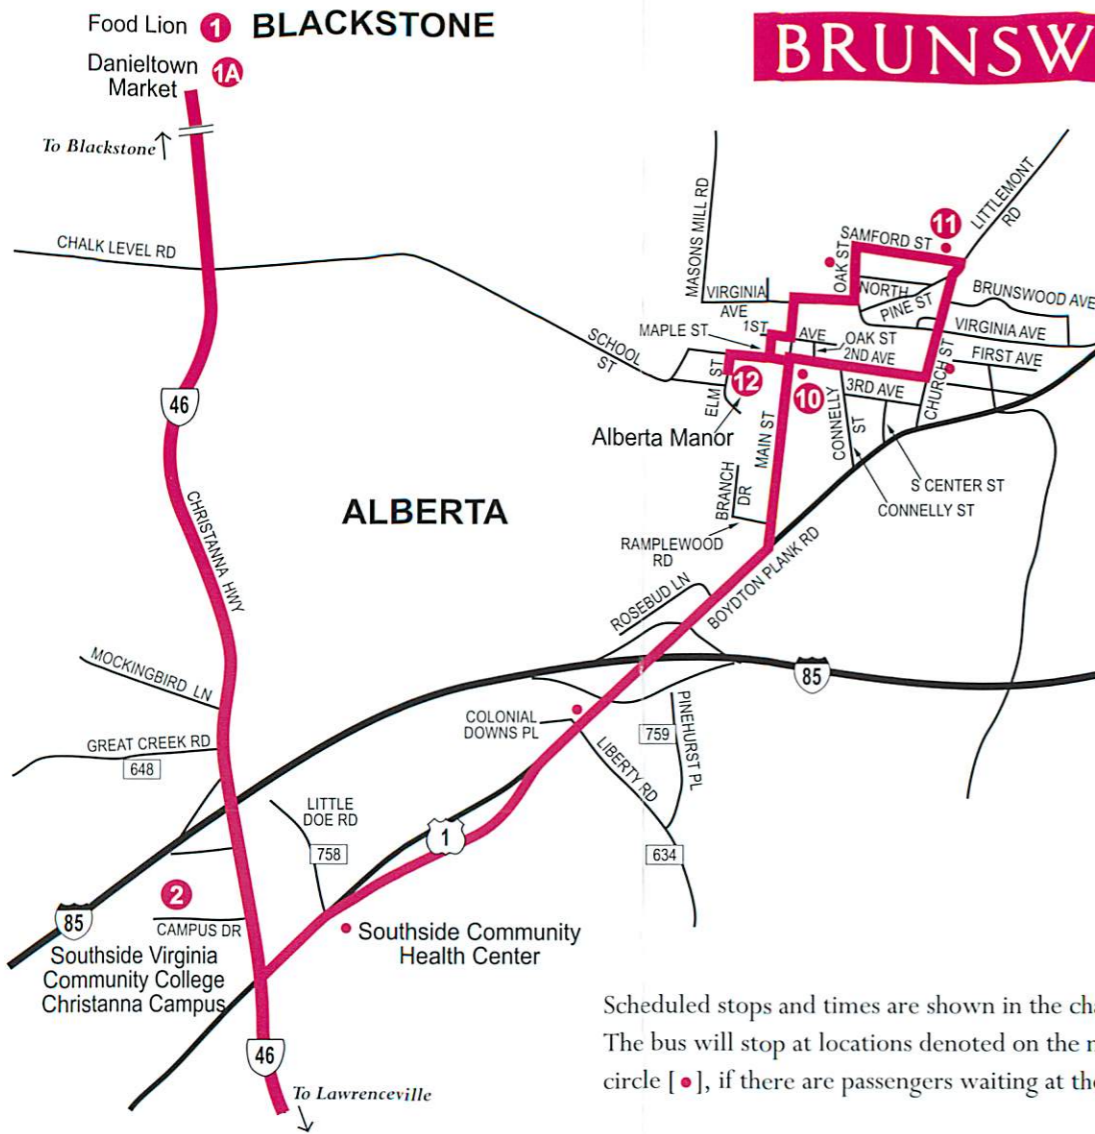 Food Lion 1 BLACKSTONE
Danieltown
Market
1A
To Blackstone
BRUNSW
CHALK LEVEL RD
46
CHRISTANNA HWY
MOCKINGBIRD LN
GREAT CREEK RD
648
85
2
CAMPUS DR
Southside Virginia
Community College
Christanna Campus
LITTLE
DOE RD
758
1
Southside Community
Health Center
46
To Lawrenceville
ALBERTA
MASONS MILL RD
VIRGINIA
AVE
SCHOOL
ST
MAPLE ST
1ST
AVE
OAK ST
SAMFORD ST
11
LITTLEMONT
RD
NORTH
PINE ST
BRUNSWOOD AVE
VIRGINIA AVE
OAK ST
2ND AVE
FIRST AVE
CHURCH ST
3RD AVE
ELM ST
12
10
CONNELLY
ST
Alberta Manor
MAIN ST
BRANCH
DR
S CENTER ST
CONNELLY ST
RAMPLEWOOD
RD
BOYDTON PLANK RD
ROSEBUD LN
85
COLONIAL
DOWNS PL
LIBERTY RD
759
PINEHURST PL
634
Scheduled stops and times are shown in the cha
The bus will stop at locations denoted on the
circle [ • ], if there are passengers waiting at the